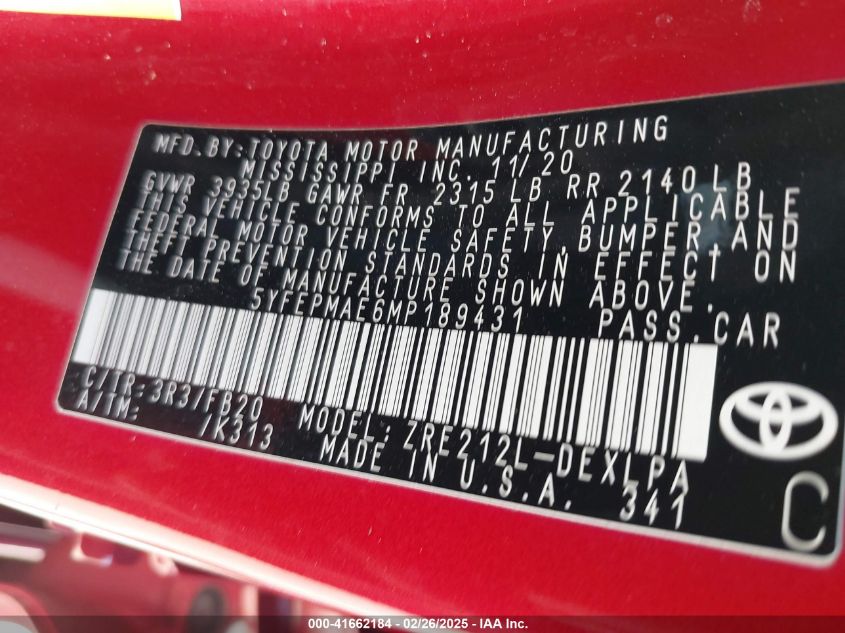 MFD.BY:TOYOTA MOTOR MANUFACTURING
MISSISSIPPI INC. 11/20
GVWR 3935LB GAWR FR 2315 LB RR 2140LB
THIS VEHICLE CONFORMS TO ALL APPLICABLE
FEDERAL MOTOR VEHICLE SAFETY,BUMPER,AND
THEFT PREVENTION STANDARDS IN EFFECT ON
THE DATE OF MANUFACTURE SHOWN ABOVE.
5YFEPMAE6MP189431 PASS.CAR
C/TR:3R3/FB20
A/TM: /K313
MODEL:ZRE212L-DEXLPA
MADE IN U.S.A. 341
C
000-41662184 - 02/26/2025 - IAA Inc.